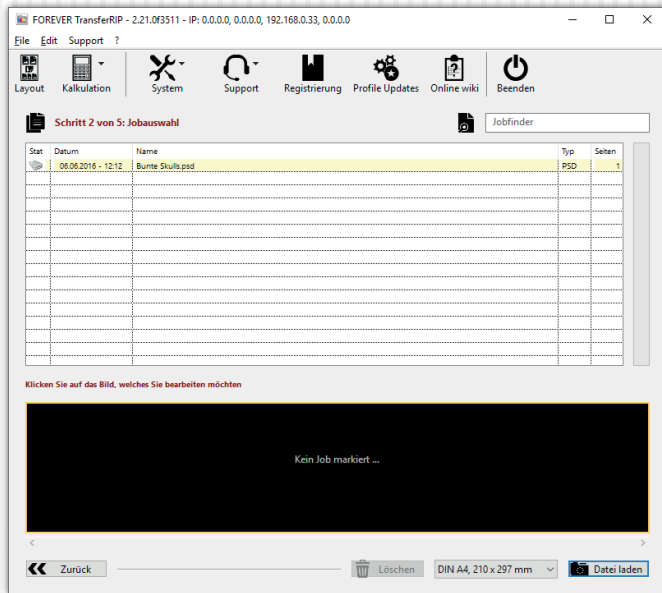 FOREVER TransferRIP - 2.21.0f3511 - IP: 0.0.0.0, 0.0.0.0, 192.168.0.33, 0.0.0.0
File Edit Support ?
Layout Kalkulation System Support Registrierung Profile Updates Online wiki Beenden
Schritt 2 von 5: Jobauswahl Jobfinder
Stat Datum Name Typ Seiten
06.06.2016 - 12:12 Bunte Skulls.psd PSD 1
Klicken Sie auf das Bild, welches Sie bearbeiten möchten
Kein Job markiert ...
Zurück Löschen DIN A4, 210 x 297 mm Datei laden